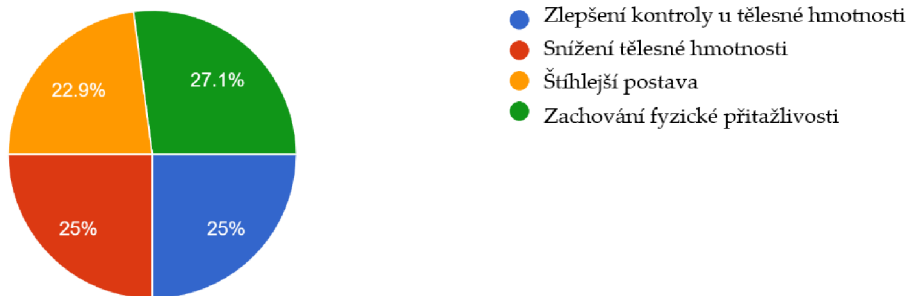 22.9%
27.1%
25%
25%
Zlepšení kontroly u tělesné hmotnosti
Snížení tělesné hmotnosti
Štíhlejší postava
Zachování fyzické přitažlivosti